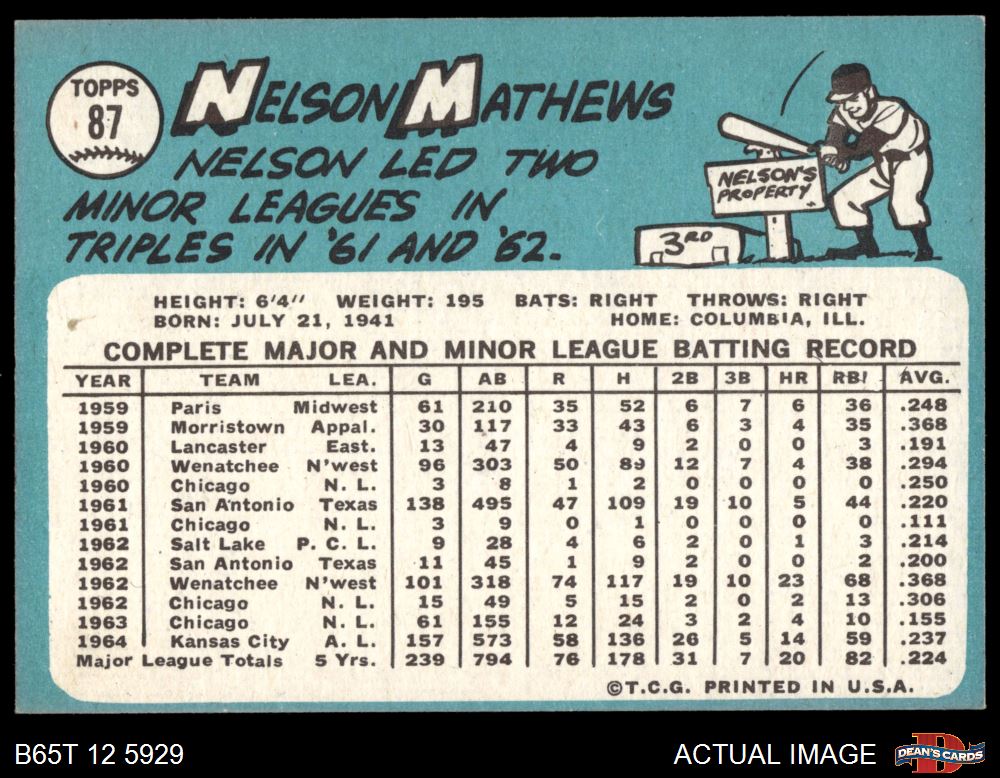 TOPPS
87
NELSON MATHEWS
NELSON LED TWO
MINOR LEAGUES IN
TRIPLES IN '61 AND '62.
NELSON'S
PROPERTY
3RD
HEIGHT: 6'4" WEIGHT: 195 BATS: RIGHT THROWS: RIGHT
BORN: JULY 21, 1941 HOME: COLUMBIA, ILL.
COMPLETE MAJOR AND MINOR LEAGUE BATTING RECORD
YEAR TEAM LEA. G AB R H 2B 3B HR RBI AVG.
1959 Paris Midwest 61 210 35 52 6 7 6 36 .248
1959 Morristown Appal. 30 117 33 43 6 3 4 35 .368
1960 Lancaster East. 13 47 4 9 2 0 0 3 .191
1960 Wenatchee N'west 96 303 50 89 12 7 4 38 .294
1960 Chicago N. L. 3 8 1 2 0 0 0 0 .250
1961 San Antonio Texas 138 495 47 109 19 10 5 44 .220
1961 Chicago N. L. 3 9 0 1 0 0 0 0 .111
1962 Salt Lake P. C. L. 9 28 4 6 2 0 1 3 .214
1962 San Antonio Texas 11 45 1 9 2 0 0 2 .200
1962 Wenatchee N'west 101 318 74 117 19 10 23 68 .368
1962 Chicago N. L. 15 49 5 15 2 0 2 13 .306
1963 Chicago N. L. 61 155 12 24 3 2 4 10 .155
1964 Kansas City A. L. 157 573 58 136 26 5 14 59 .237
Major League Totals 5 Yrs. 239 794 76 178 31 7 20 82 .224
©T.C.G. PRINTED IN U.S.A.
B65T 12 5929 ACTUAL IMAGE
D DEAN'S CARDS